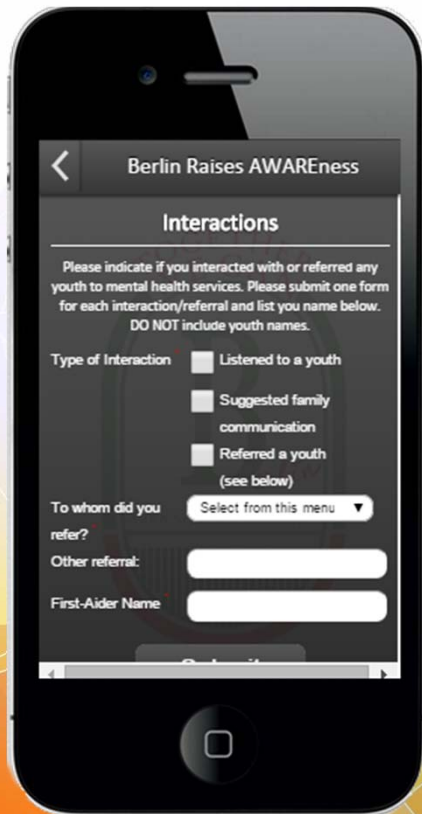 Berlin Raises AWAREness
Interactions
Please indicate if you interacted with or referred any
youth to mental health services. Please submit one form
for each interaction/referral and list you name below.
DO NOT include youth names.
Type of Interaction * Listened to a youth
Suggested family
communication
Referred a youth
(see below)
To whom did you Select from this menu ▼
refer? *
Other referral:
First-Aider Name *